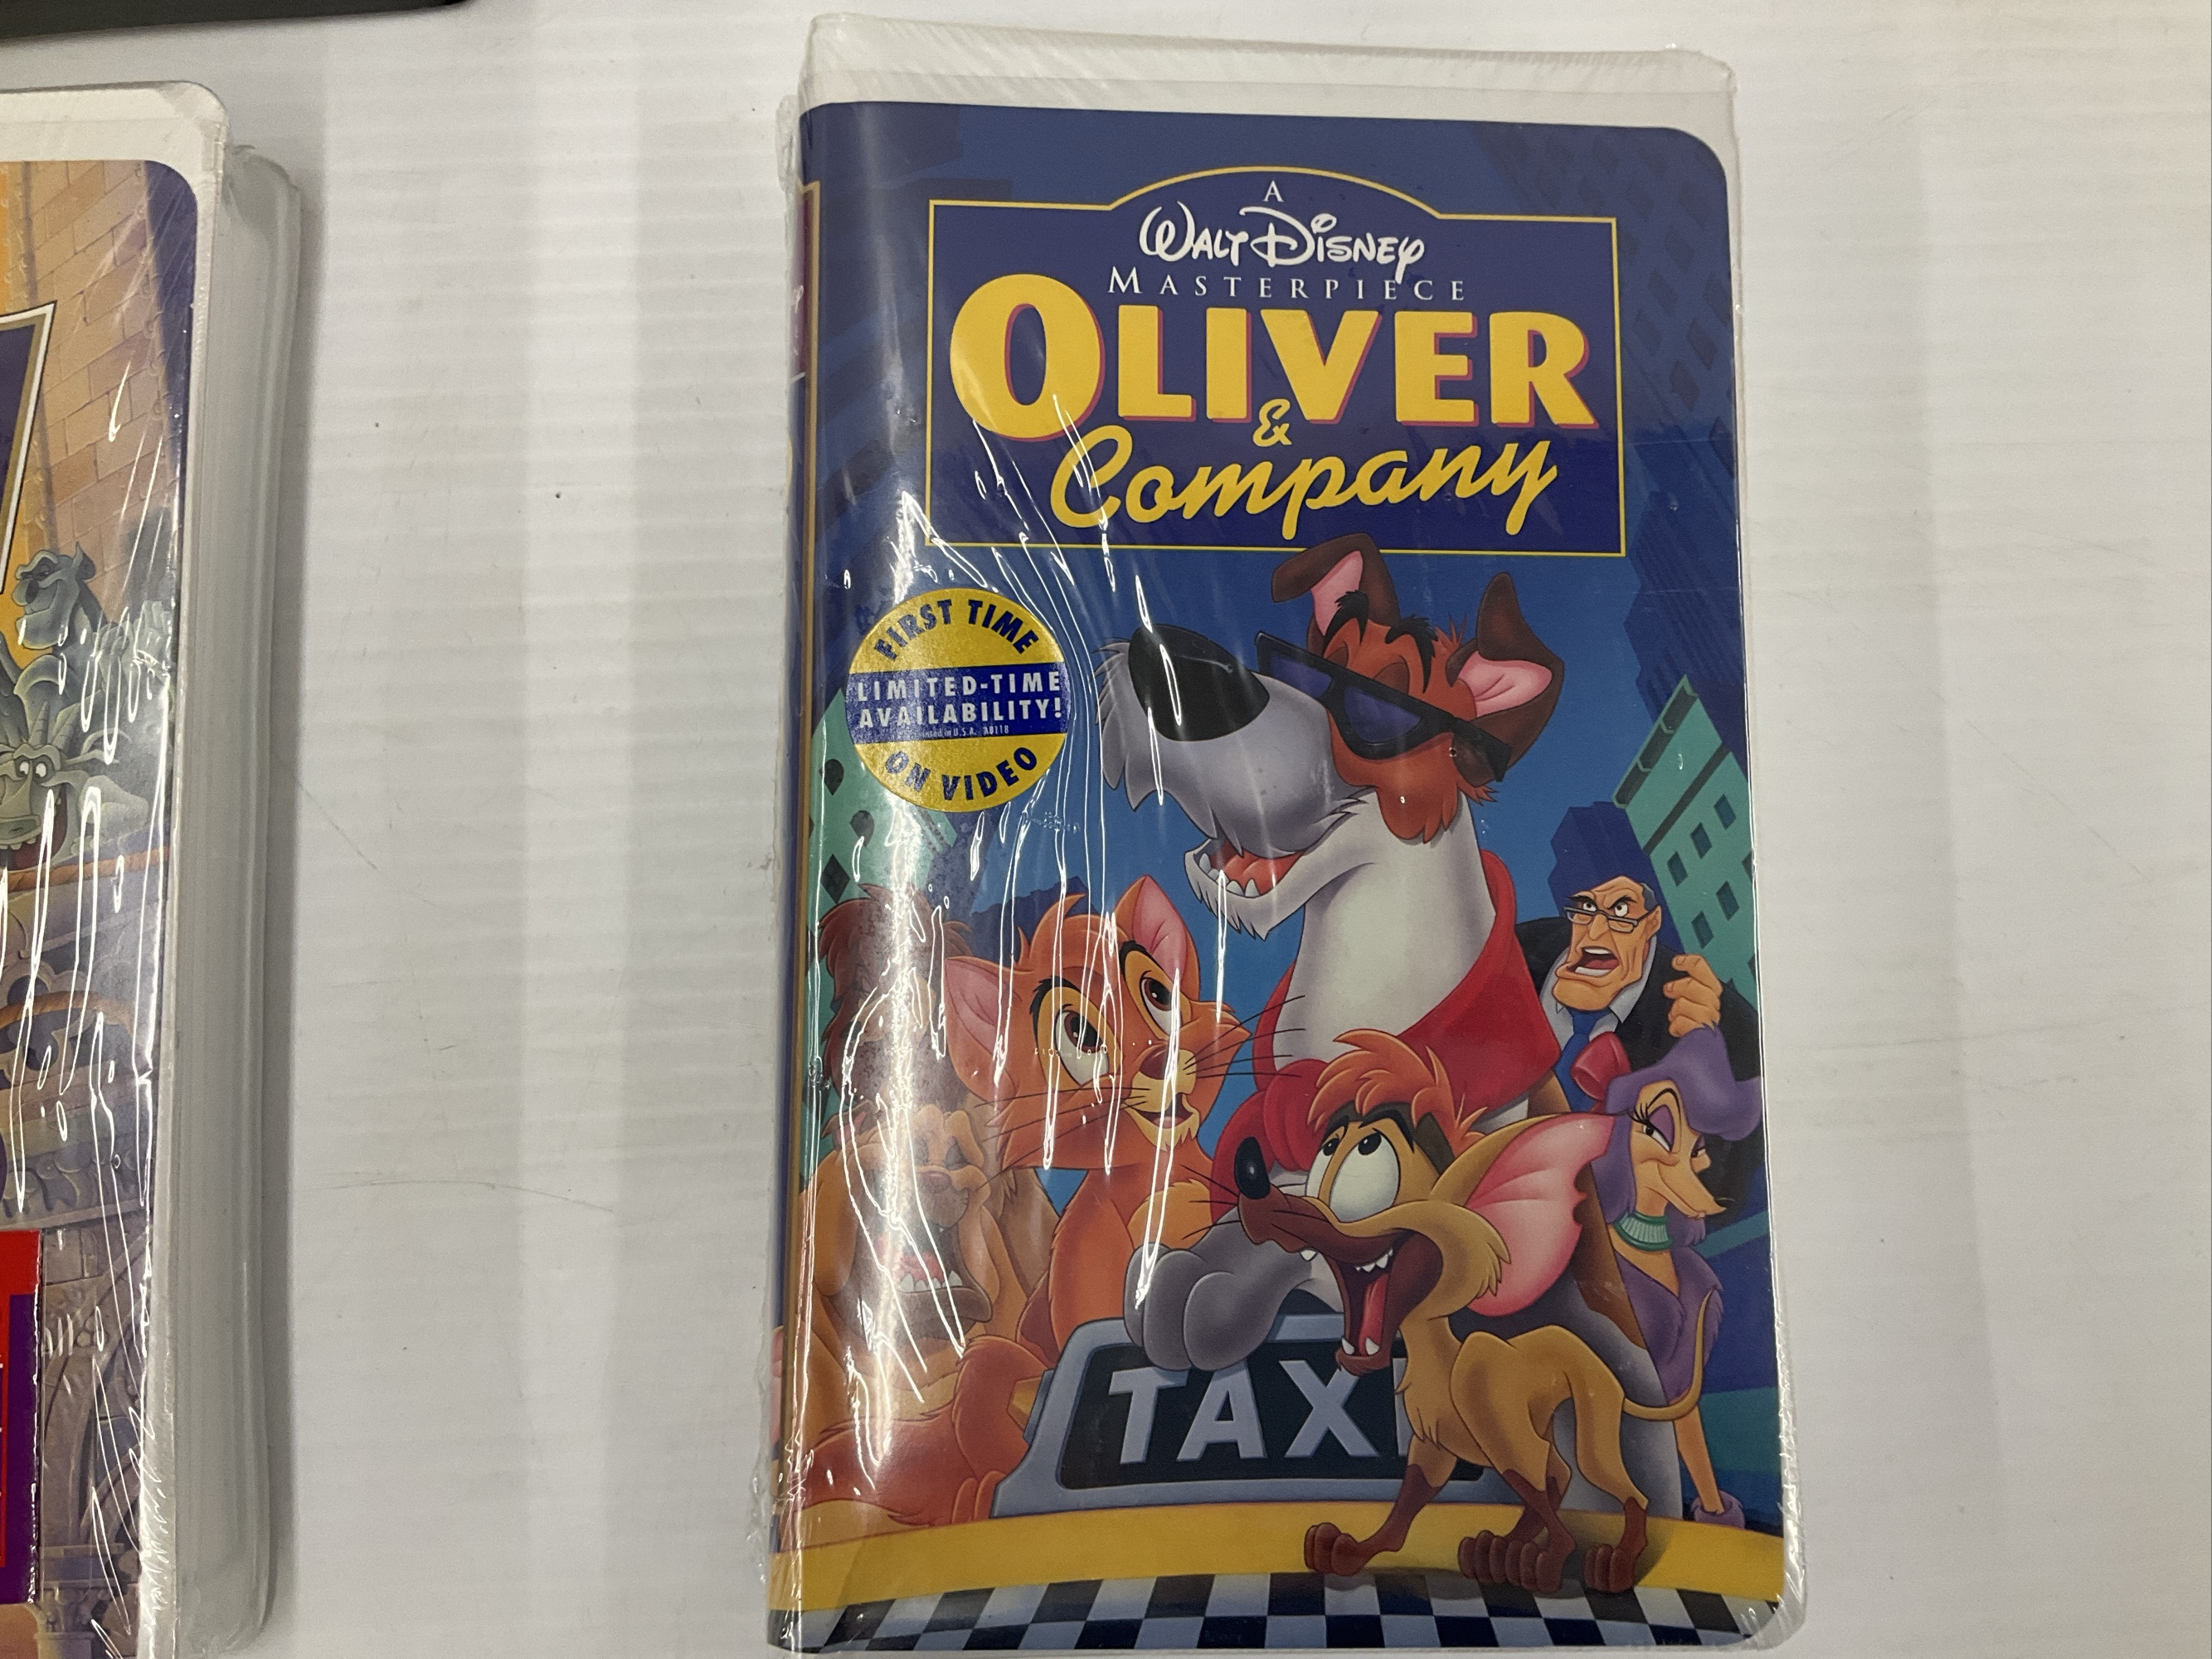 A
WALT DISNEY
MASTERPIECE
OLIVER
&
Company
FIRST TIME
LIMITED-TIME
AVAILABILITY!
ON VIDEO
TAXI